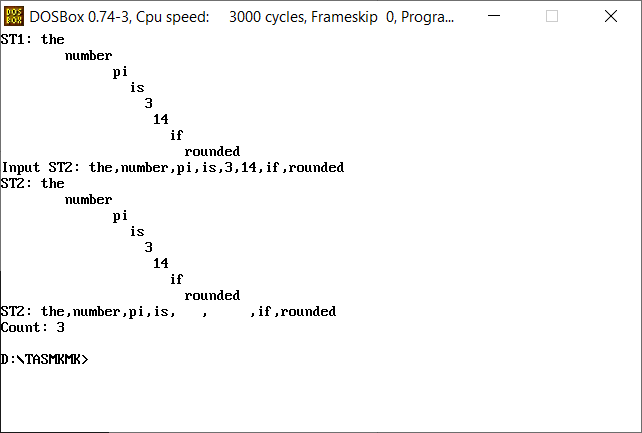 DOSBox 0.74-3, Cpu speed:    3000 cycles, Frameskip  0, Progra...
ST1: the
        number
              pi
                is
                  3
                   14
                     if
                       rounded
Input ST2: the,number,pi,is,3,14,if,rounded
ST2: the
        number
              pi
                is
                  3
                   14
                     if
                       rounded
ST2: the,number,pi,is,   ,     ,if,rounded
Count: 3
D:\TASMKMK>